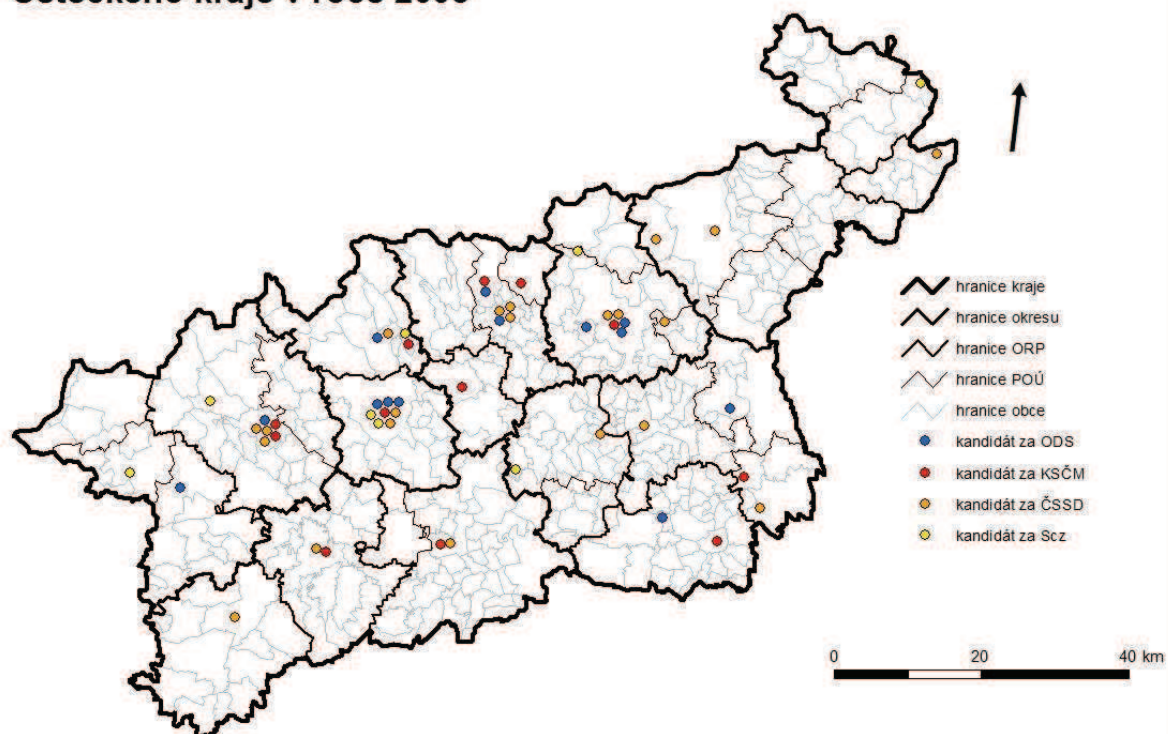 hranice kraje
hranice okresu
hranice ORP
hranice POÚ
hranice obce
kandidát za ODS
kandidát za KSČM
kandidát za ČSSD
kandidát za Scz
0 20 40 km